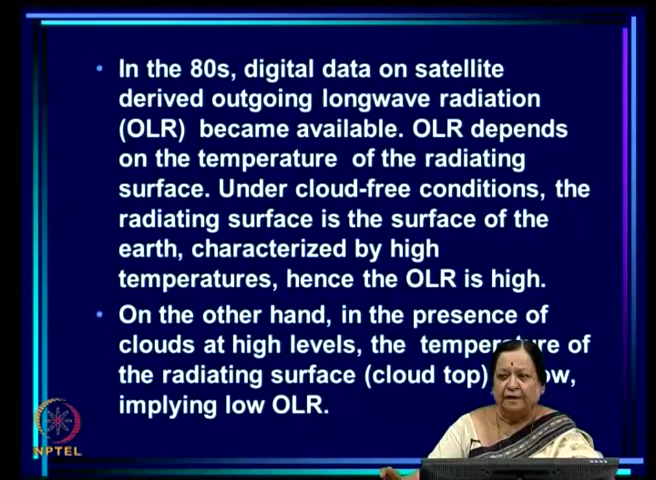 In the 80s, digital data on satellite
derived outgoing longwave radiation
(OLR) became available. OLR depends
on the temperature of the radiating
surface. Under cloud-free conditions, the
radiating surface is the surface of the
earth, characterized by high
temperatures, hence the OLR is high.
On the other hand, in the presence of
clouds at high levels, the temperature of
the radiating surface (cloud top)
implying low OLR.
NPTEL